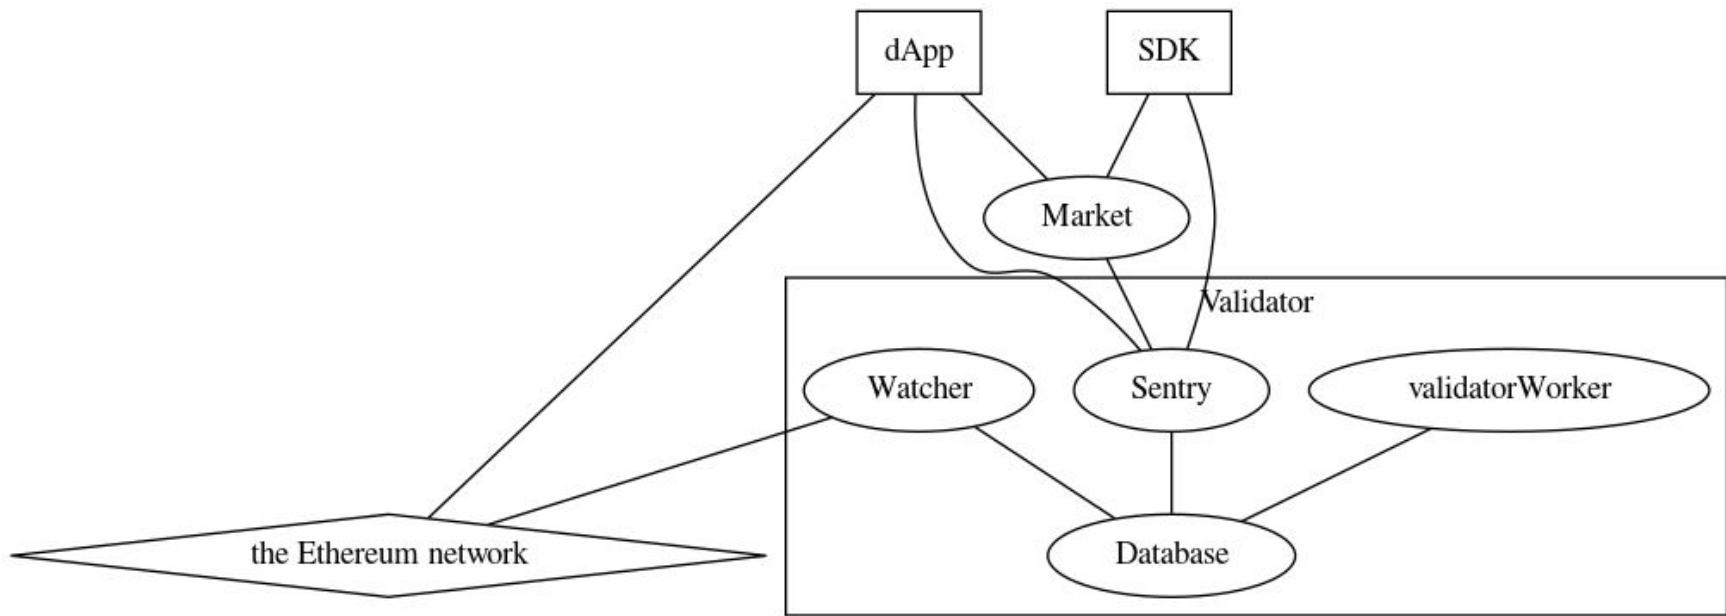 dApp
SDK
Market
Validator
Watcher
Sentry
validatorWorker
the Ethereum network
Database